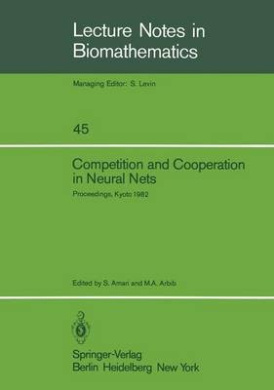 Lecture Notes in
Biomathematics
Managing Editor: S. Levin
45
Competition and Cooperation
in Neural Nets
Proceedings, Kyoto 1982
Edited by S. Amari and M.A. Arbib
Springer-Verlag
Berlin Heidelberg New York